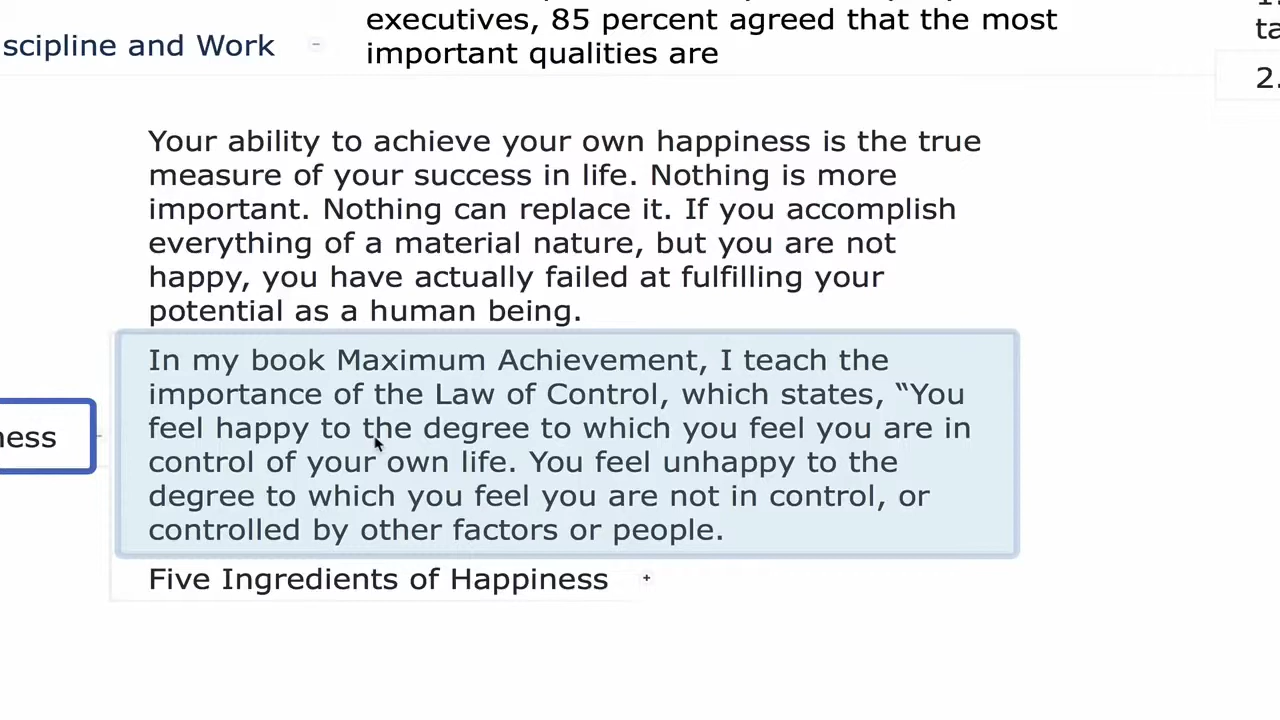 executives, 85 percent agreed that the most
important qualities are
scipline and Work
2.
Your ability to achieve your own happiness is the true
measure of your success in life. Nothing is more
important. Nothing can replace it. If you accomplish
everything of a material nature, but you are not
happy, you have actually failed at fulfilling your
potential as a human being.
In my book Maximum Achievement, I teach the
importance of the Law of Control, which states, “You
feel happy to the degree to which you feel you are in
control of your own life. You feel unhappy to the
degree to which you feel you are not in control, or
controlled by other factors or people.
ness
Five Ingredients of Happiness